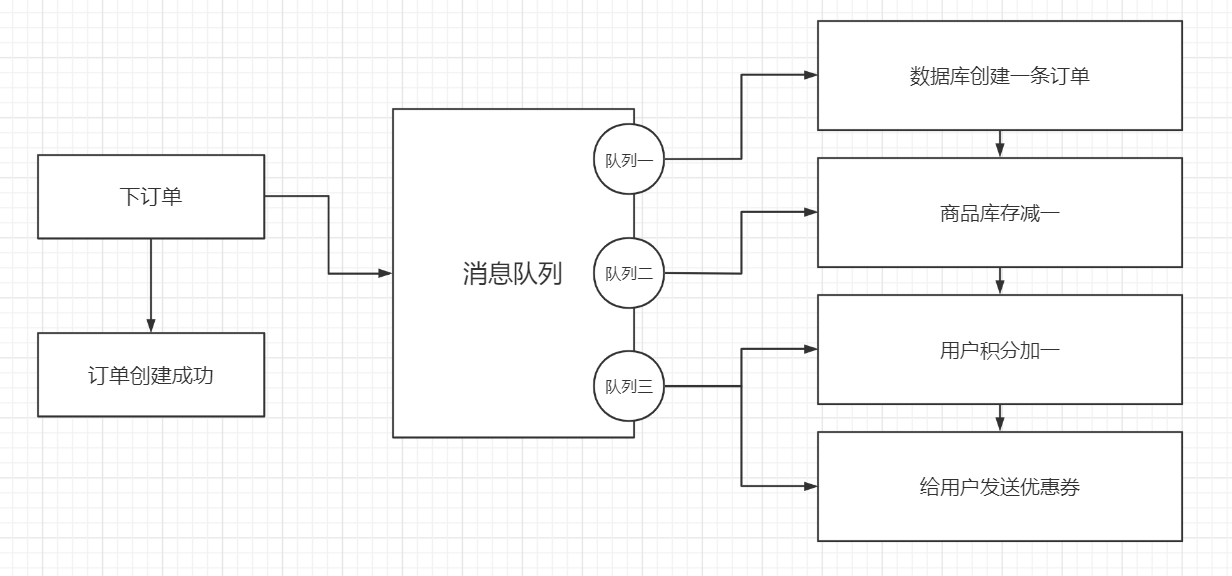 下订单
订单创建成功
消息队列
队列一
队列二
队列三
数据库创建一条订单
商品库存减一
用户积分加一
给用户发送优惠券